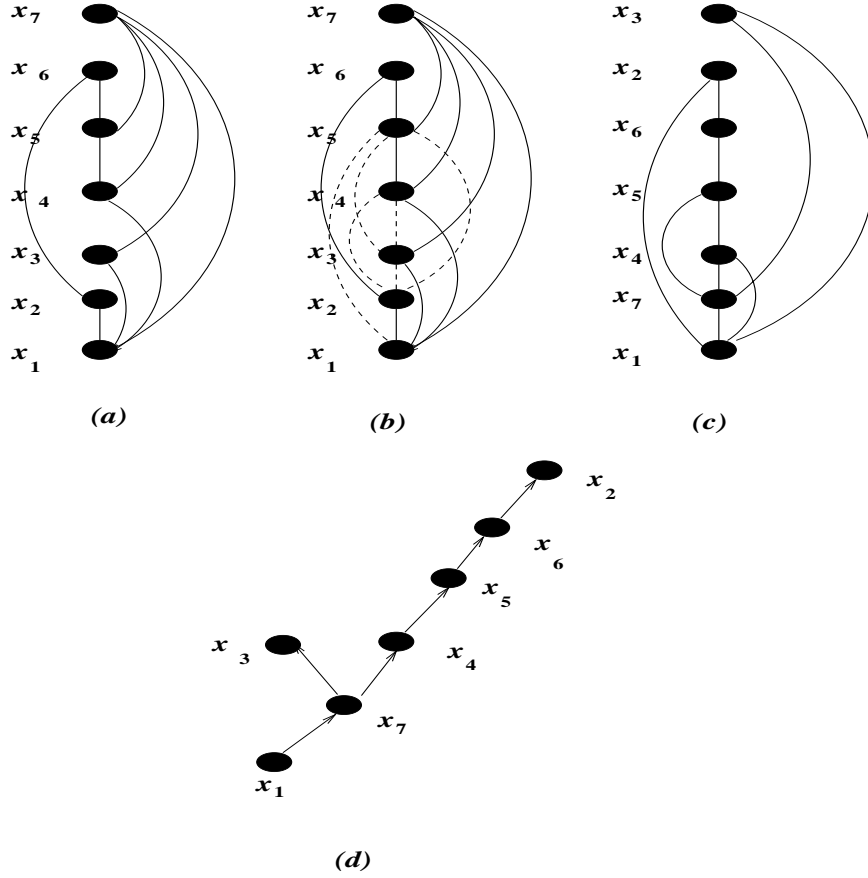 x7 x7 x3
x6 x6 x2
x5 x5 x6
x4 x4 x5
x3 x3 x4
x2 x2 x7
x1 x1 x1
(a) (b) (c)
x2
x6
x5
x3 x4
x7
x1
(d)